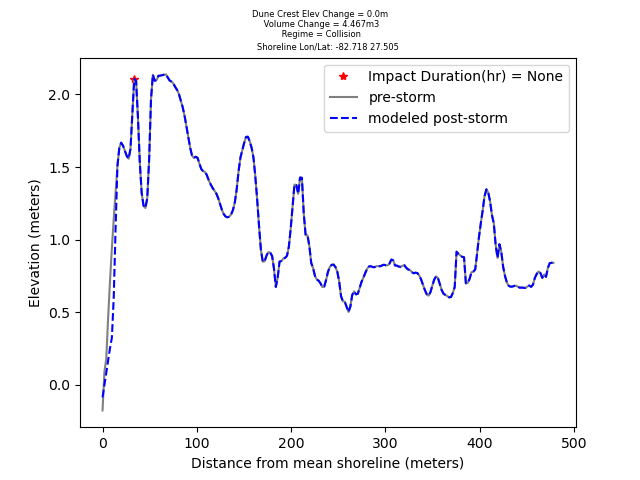 Dune Crest Elev Change = 0.0m
Volume Change = 4.467m3
Regime = Collision
Shoreline Lon/Lat: -82.718 27.505
Impact Duration(hr) = None
pre-storm
modeled post-storm
2.0
1.5
1.0
0.5
0.0
Elevation (meters)
0 100 200 300 400 500
Distance from mean shoreline (meters)